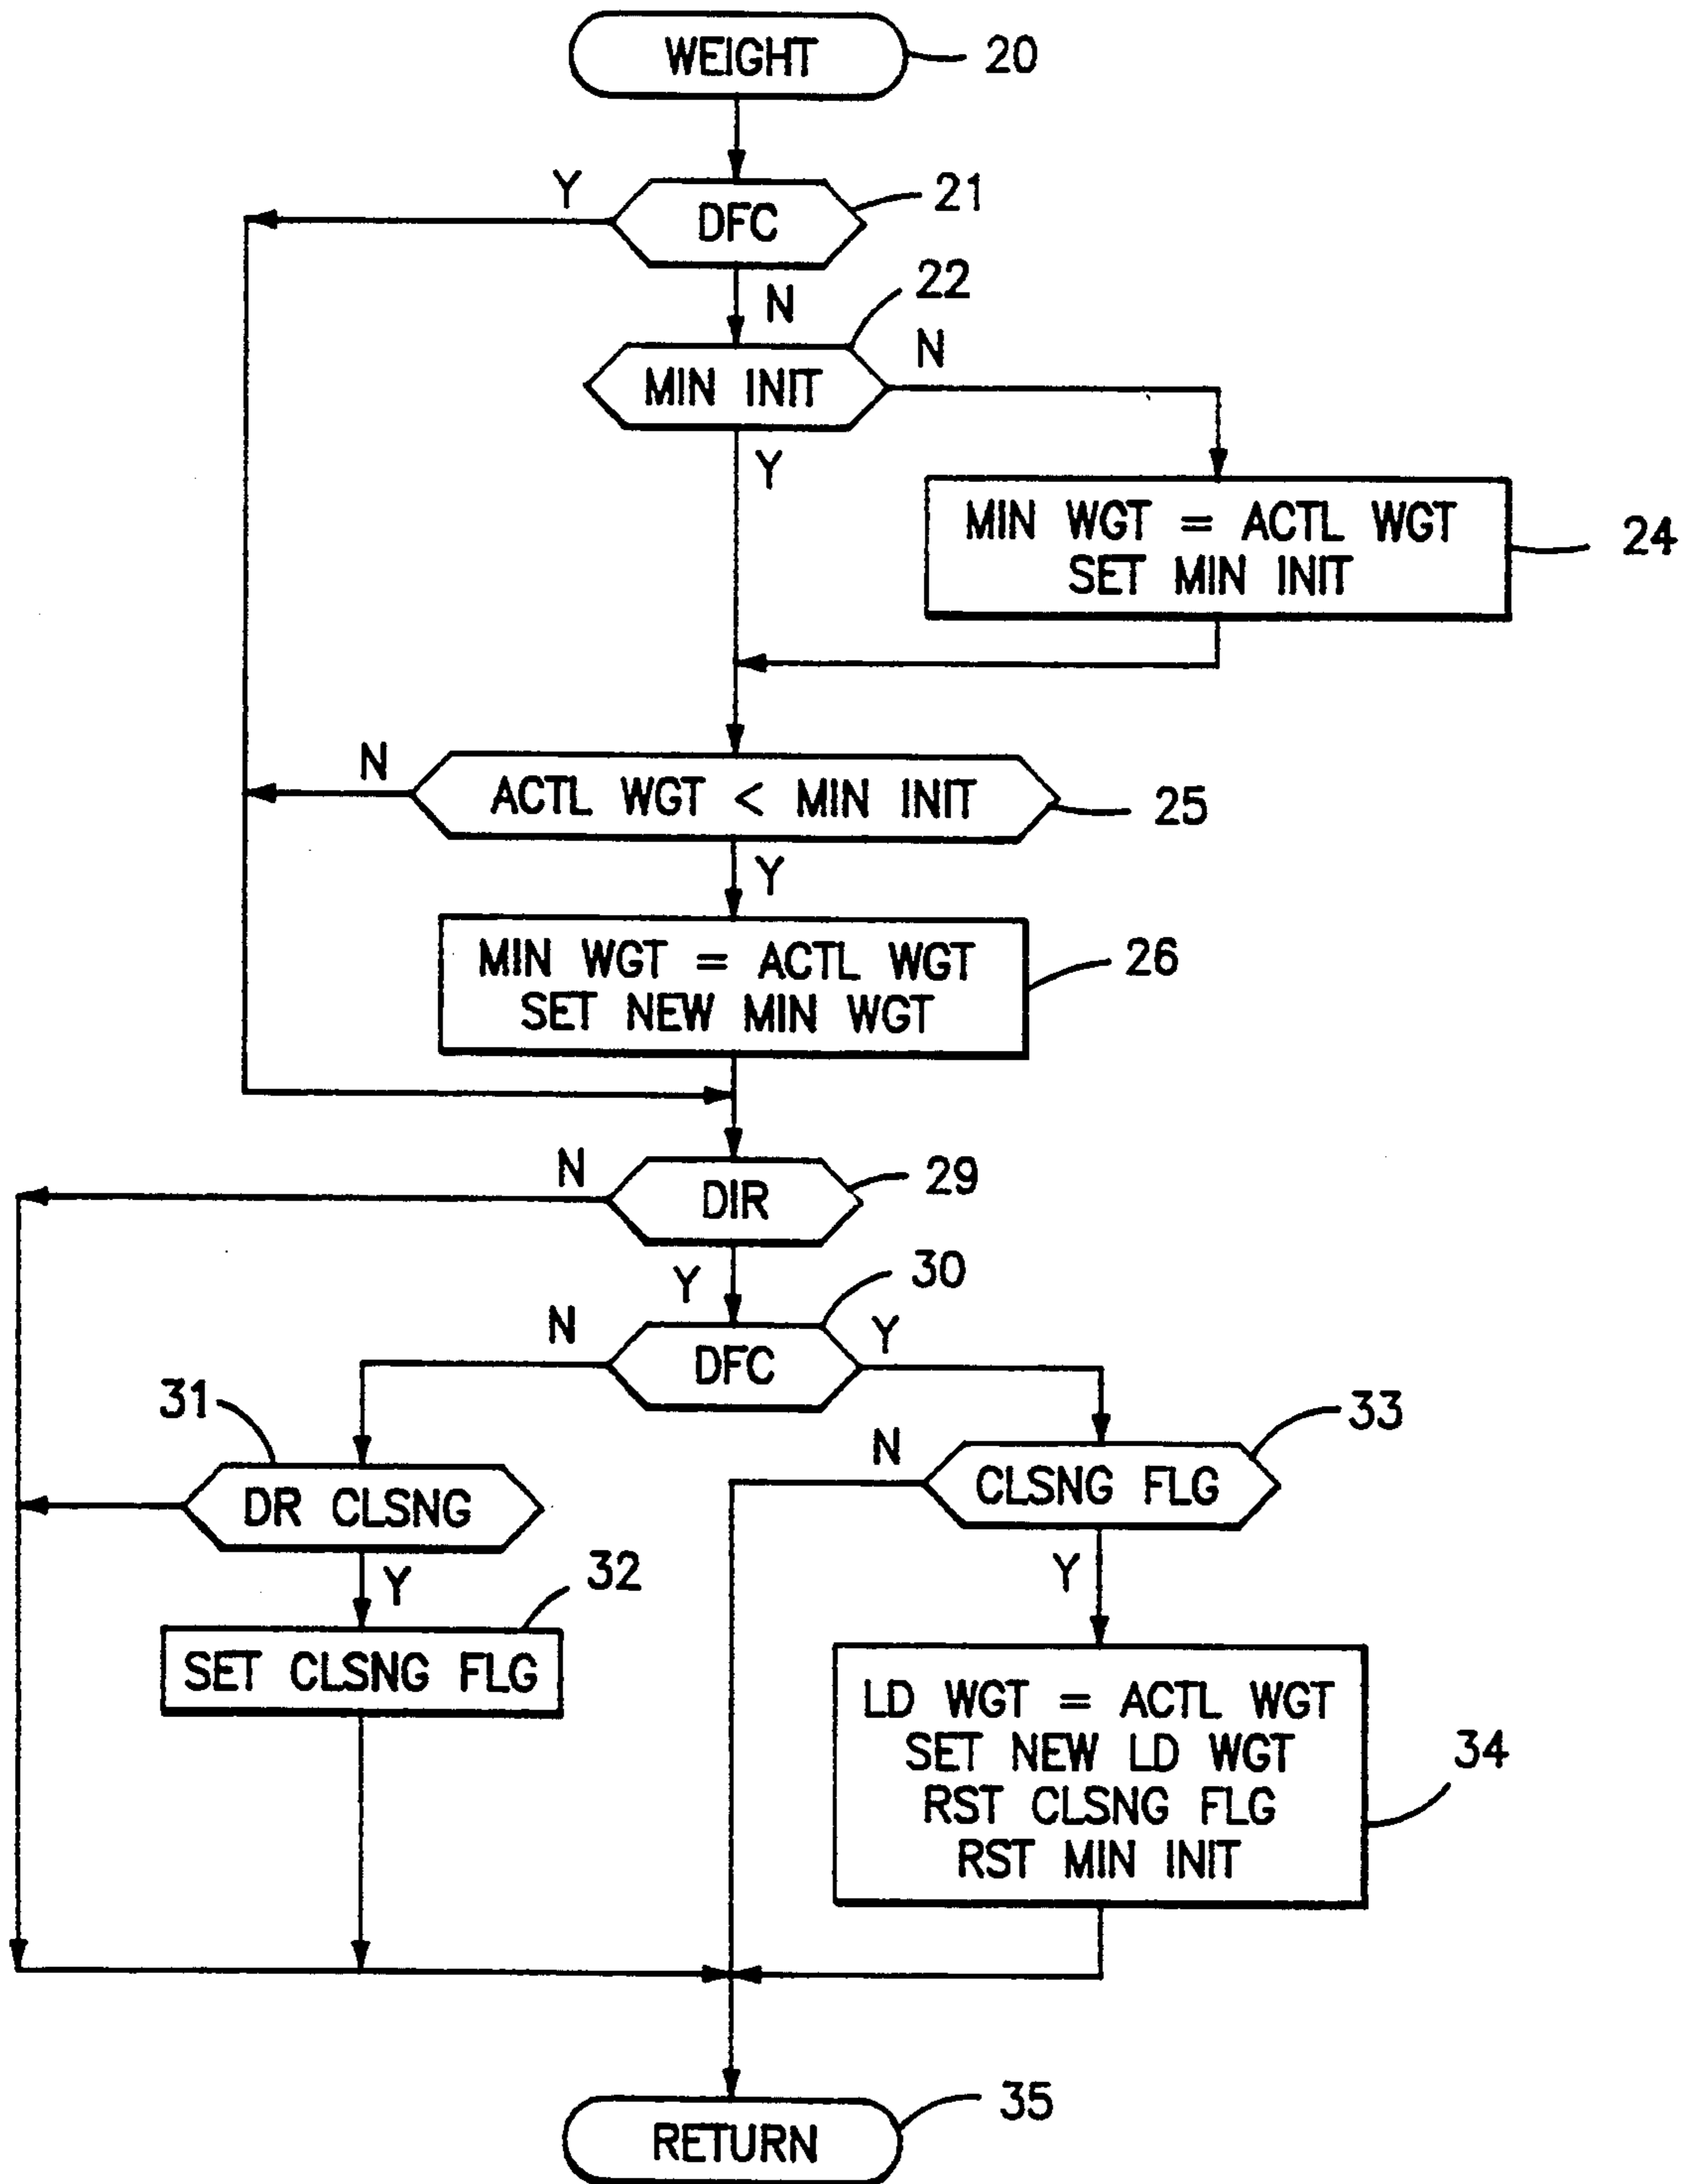 WEIGHT
20
Y
DFC
21
N
22
MIN INIT
N
Y
MIN WGT = ACTL WGT
SET MIN INIT
24
N
ACTL WGT < MIN INIT
25
Y
MIN WGT = ACTL WGT
SET NEW MIN WGT
26
N
DIR
29
Y
30
N
DFC
Y
31
DR CLSNG
33
N
CLSNG FLG
Y
32
SET CLSNG FLG
Y
LD WGT = ACTL WGT
SET NEW LD WGT
RST CLSNG FLG
RST MIN INIT
34
RETURN
35